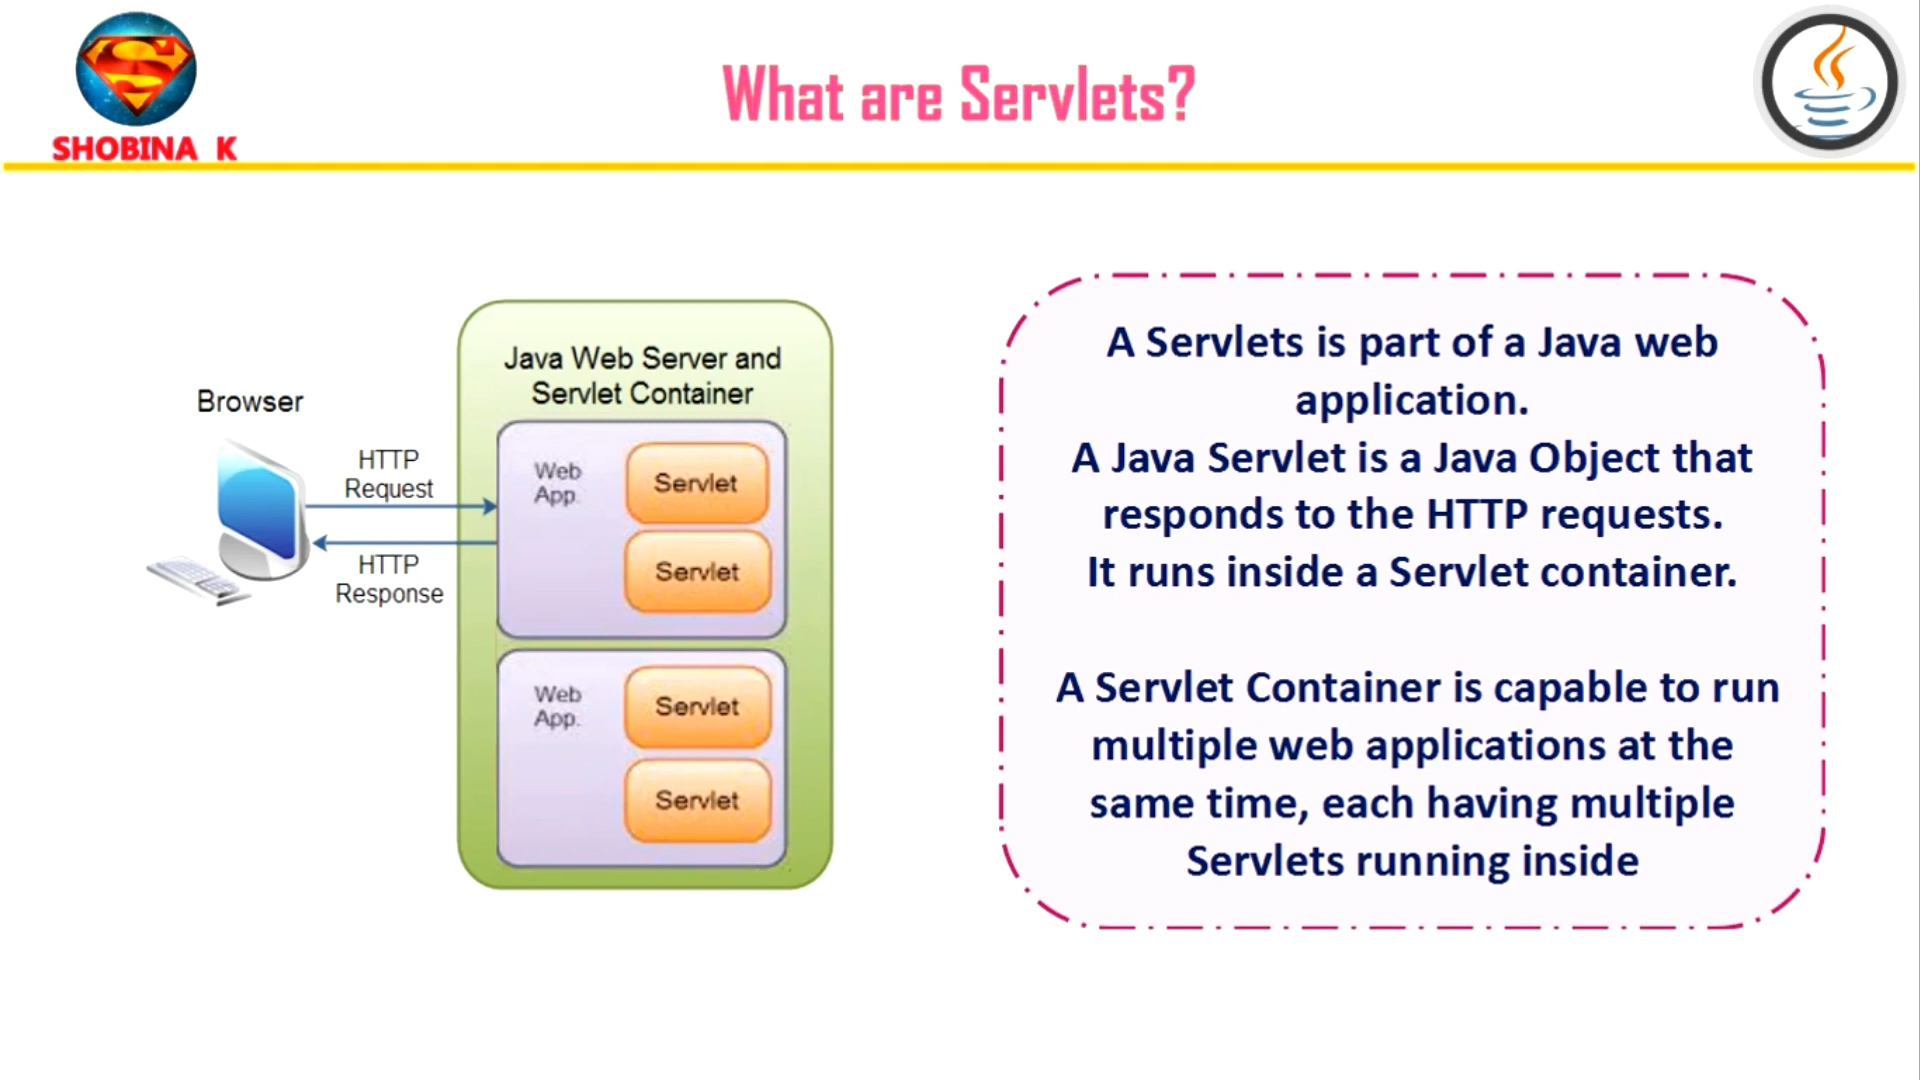 SHOBINA K
What are Servlets?
Browser
HTTP
Request
HTTP
Response
Java Web Server and
Servlet Container
Web
App.
Servlet
Servlet
Web
App.
Servlet
Servlet
A Servlets is part of a Java web
application.
A Java Servlet is a Java Object that
responds to the HTTP requests.
It runs inside a Servlet container.
A Servlet Container is capable to run
multiple web applications at the
same time, each having multiple
Servlets running inside